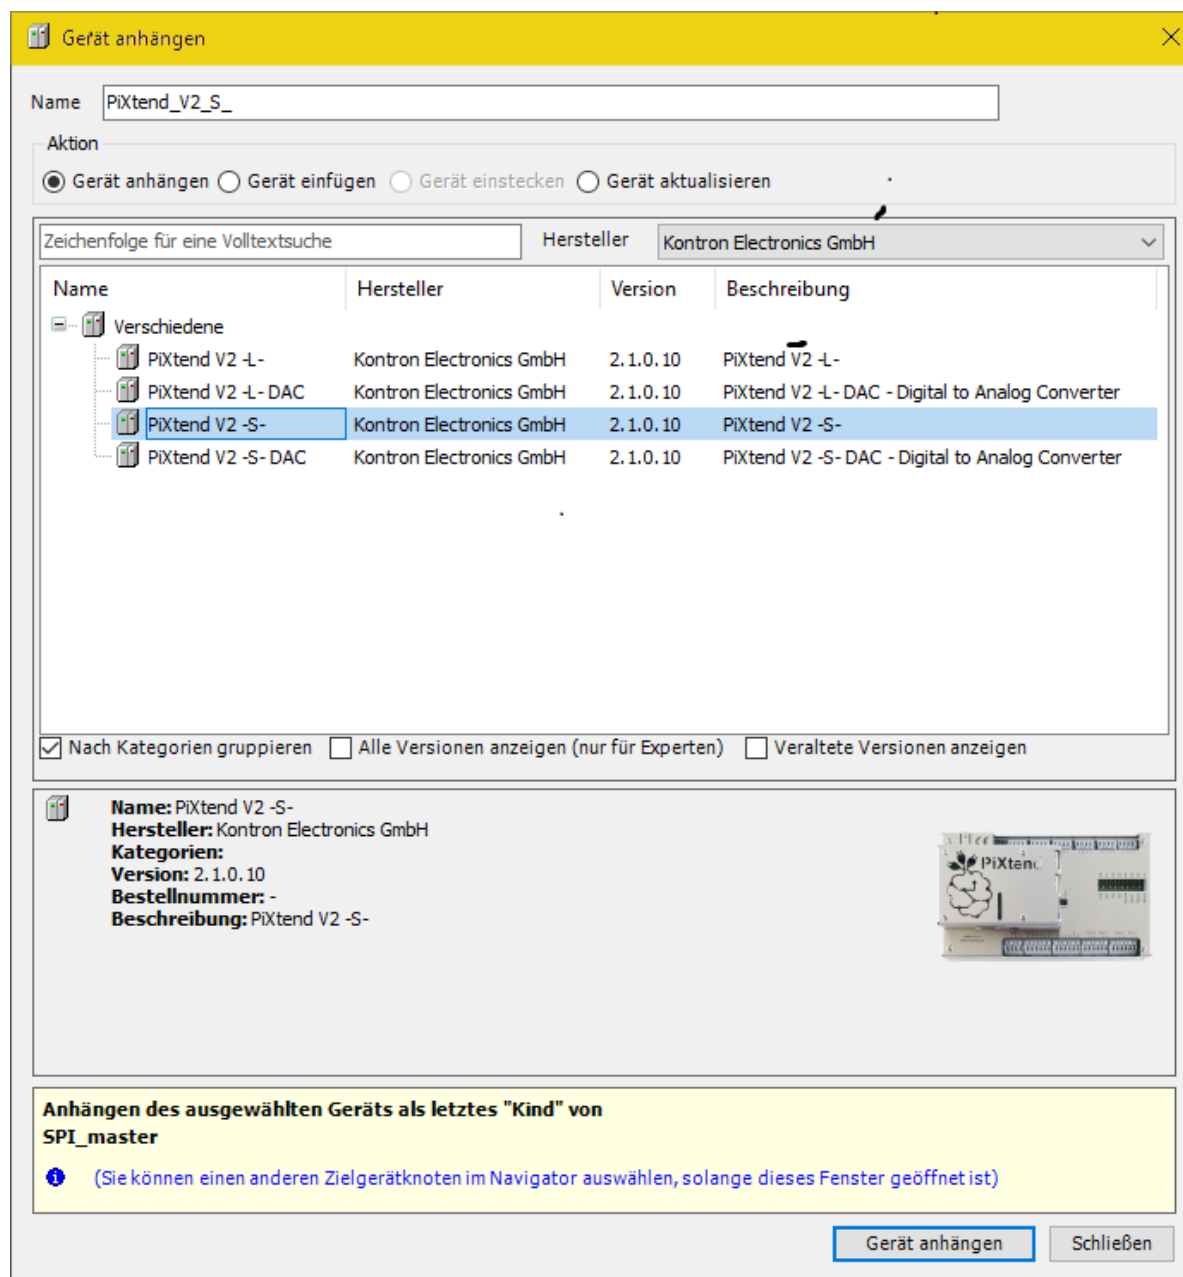 Gerät anhängen
Name PiXtend_V2_S_
Aktion
Gerät anhängen Gerät einfügen Gerät einstecken Gerät aktualisieren
Zeichenfolge für eine Volltextsuche Hersteller Kontron Electronics GmbH
Name Hersteller Version Beschreibung
Verschiedene
PiXtend V2 -L- Kontron Electronics GmbH 2.1.0.10 PiXtend V2 -L-
PiXtend V2 -L- DAC Kontron Electronics GmbH 2.1.0.10 PiXtend V2 -L- DAC - Digital to Analog Converter
PiXtend V2 -S- Kontron Electronics GmbH 2.1.0.10 PiXtend V2 -S-
PiXtend V2 -S- DAC Kontron Electronics GmbH 2.1.0.10 PiXtend V2 -S- DAC - Digital to Analog Converter
Nach Kategorien gruppieren Alle Versionen anzeigen (nur für Experten) Veraltete Versionen anzeigen
Name: PiXtend V2 -S-
Hersteller: Kontron Electronics GmbH
Kategorien:
Version: 2.1.0.10
Bestellnummer: -
Beschreibung: PiXtend V2 -S-
PiXtend
Anhängen des ausgewählten Geräts als letztes "Kind" von
SPI_master
(Sie können einen anderen Zielgerätknoten im Navigator auswählen, solange dieses Fenster geöffnet ist)
Gerät anhängen Schließen